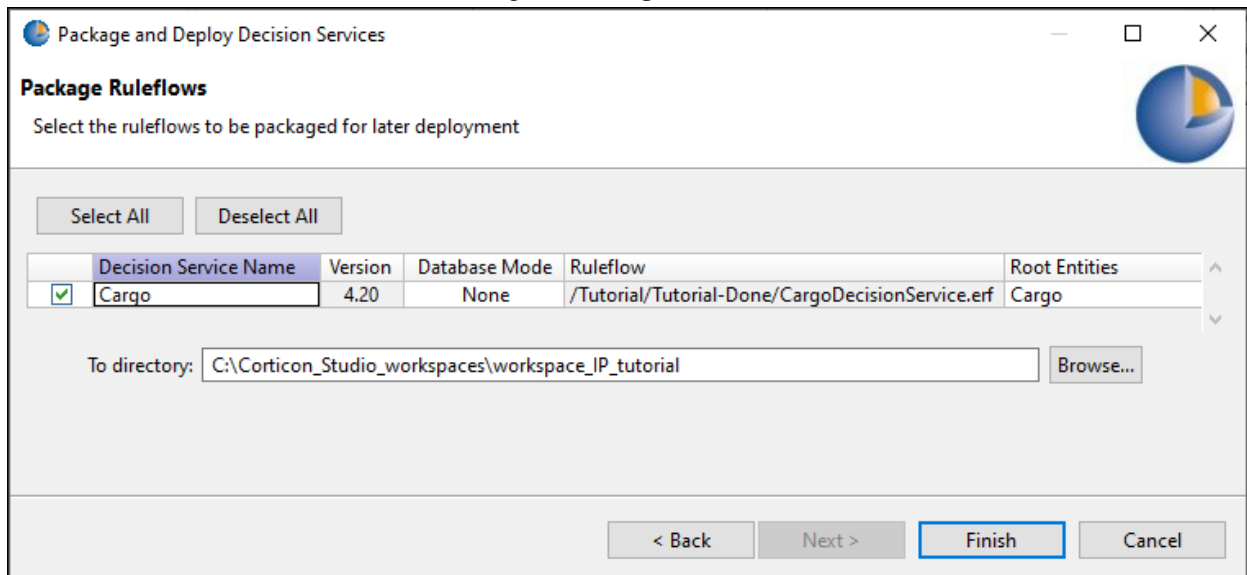 Package and Deploy Decision Services
Package Ruleflows
Select the ruleflows to be packaged for later deployment
Select All Deselect All
Decision Service Name Version Database Mode Ruleflow Root Entities
Cargo 4.20 None /Tutorial/Tutorial-Done/CargoDecisionService.erf Cargo
To directory: C:\Corticon_Studio_workspaces\workspace_IP_tutorial Browse...
< Back Next > Finish Cancel